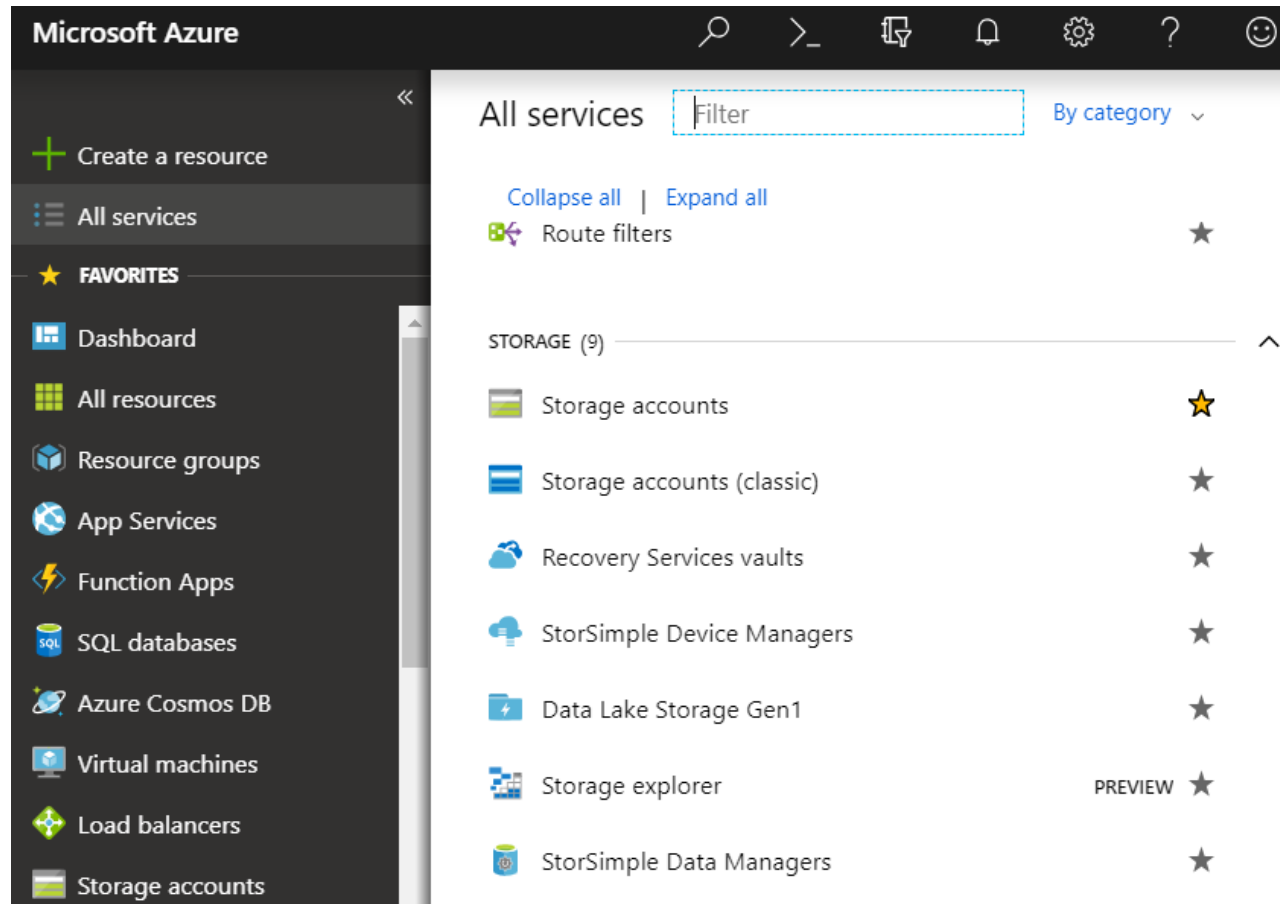 Microsoft Azure
Create a resource
All services
FAVORITES
Dashboard
All resources
Resource groups
App Services
Function Apps
SQL databases
Azure Cosmos DB
Virtual machines
Load balancers
Storage accounts
All services
Filter
By category
Collapse all | Expand all
Route filters
STORAGE (9)
Storage accounts
Storage accounts (classic)
Recovery Services vaults
StorSimple Device Managers
Data Lake Storage Gen1
Storage explorer PREVIEW
StorSimple Data Managers